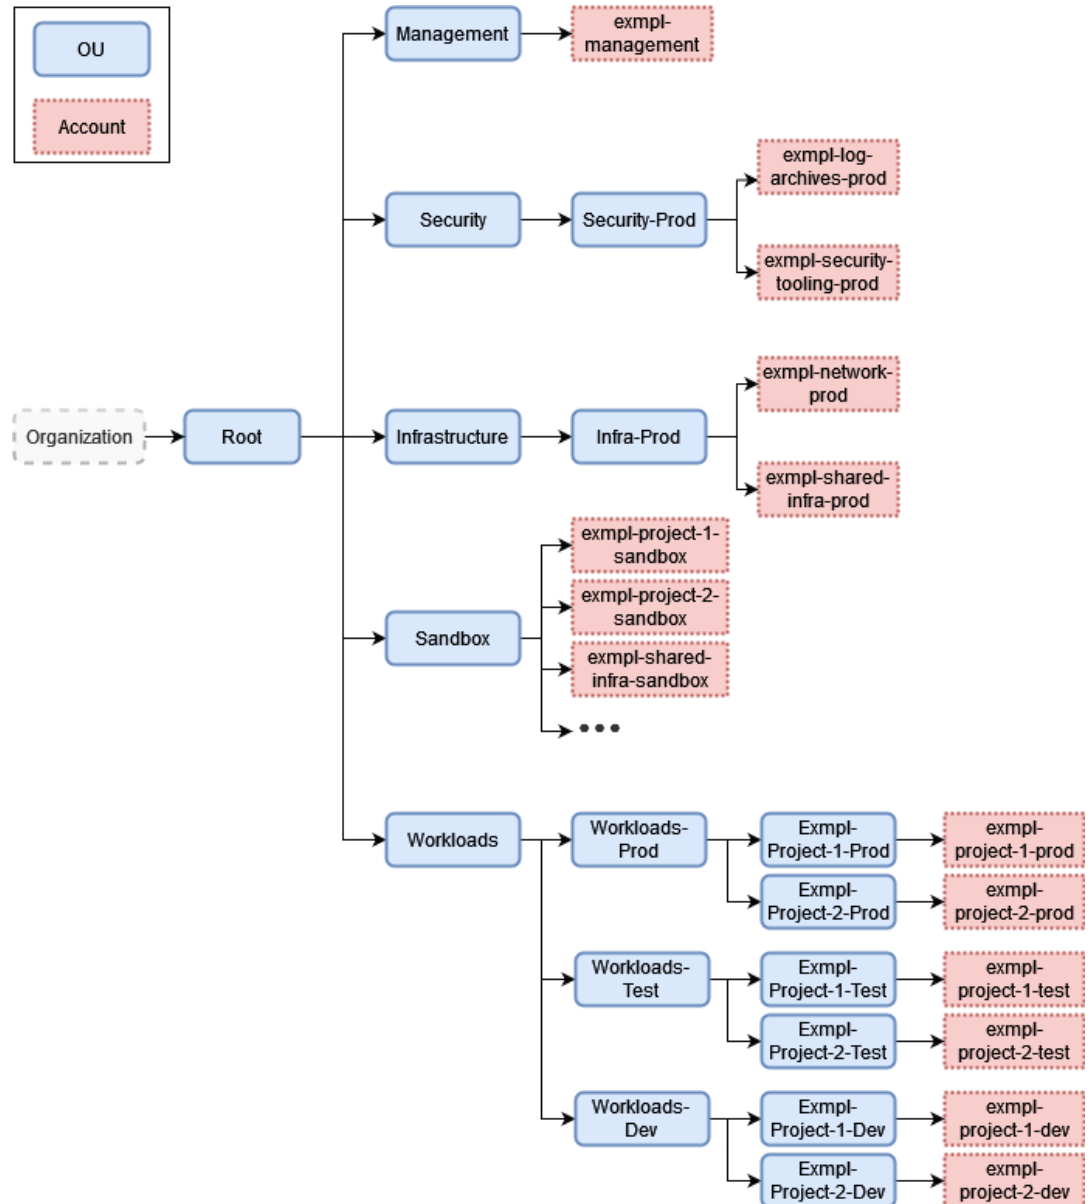 OU
Account
Management
exmpl-
management
Security
Security-Prod
exmpl-log-
archives-prod
exmpl-security-
tooling-prod
Organization
Root
Infrastructure
Infra-Prod
exmpl-network-
prod
exmpl-shared-
infra-prod
Sandbox
exmpl-project-1-
sandbox
exmpl-project-2-
sandbox
exmpl-shared-
infra-sandbox
•••
Workloads
Workloads-
Prod
Exmpl-
Project-1-Prod
exmpl-
project-1-prod
Exmpl-
Project-2-Prod
exmpl-
project-2-prod
Workloads-
Test
Exmpl-
Project-1-Test
exmpl-
project-1-test
Exmpl-
Project-2-Test
exmpl-
project-2-test
Workloads-
Dev
Exmpl-
Project-1-Dev
exmpl-
project-1-dev
Exmpl-
Project-2-Dev
exmpl-
project-2-dev